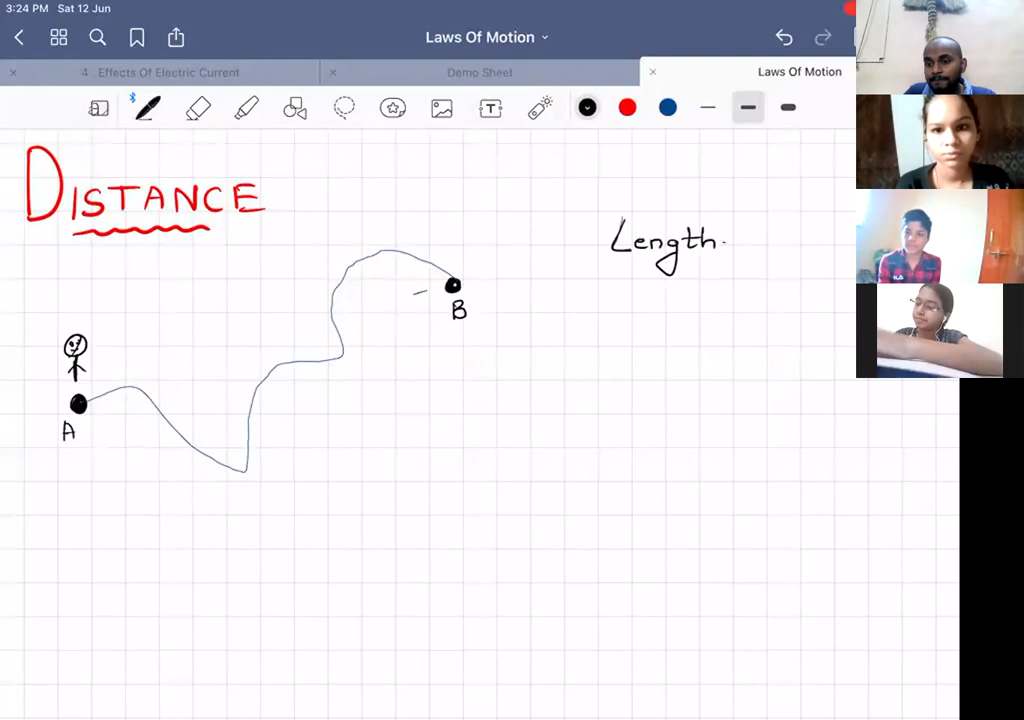 3:24 PM Sat 12 Jun
Laws Of Motion
4 . Effects Of Electric Current
Demo Sheet
Laws Of Motion
T
DISTANCE
Length.
B
A